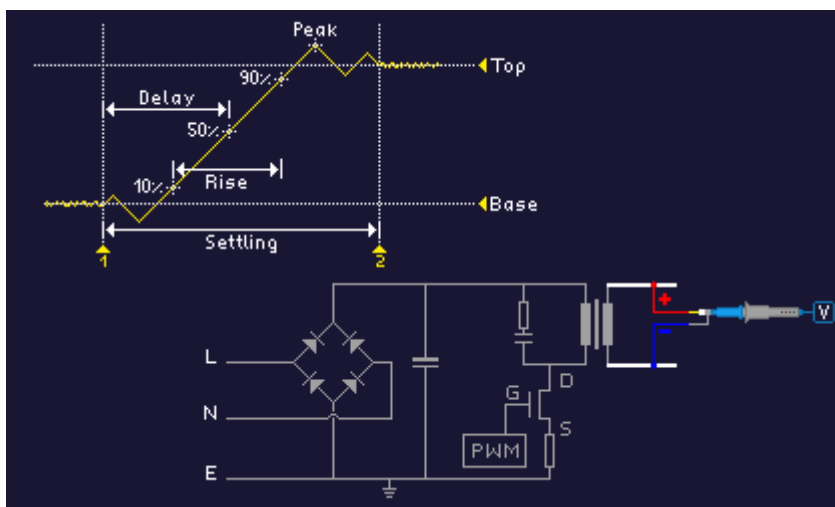 Peak
90%
Top
Delay
50%
10%
Rise
Base
Settling
1
2
+
-
V
L
D
G
N
S
PWM
E